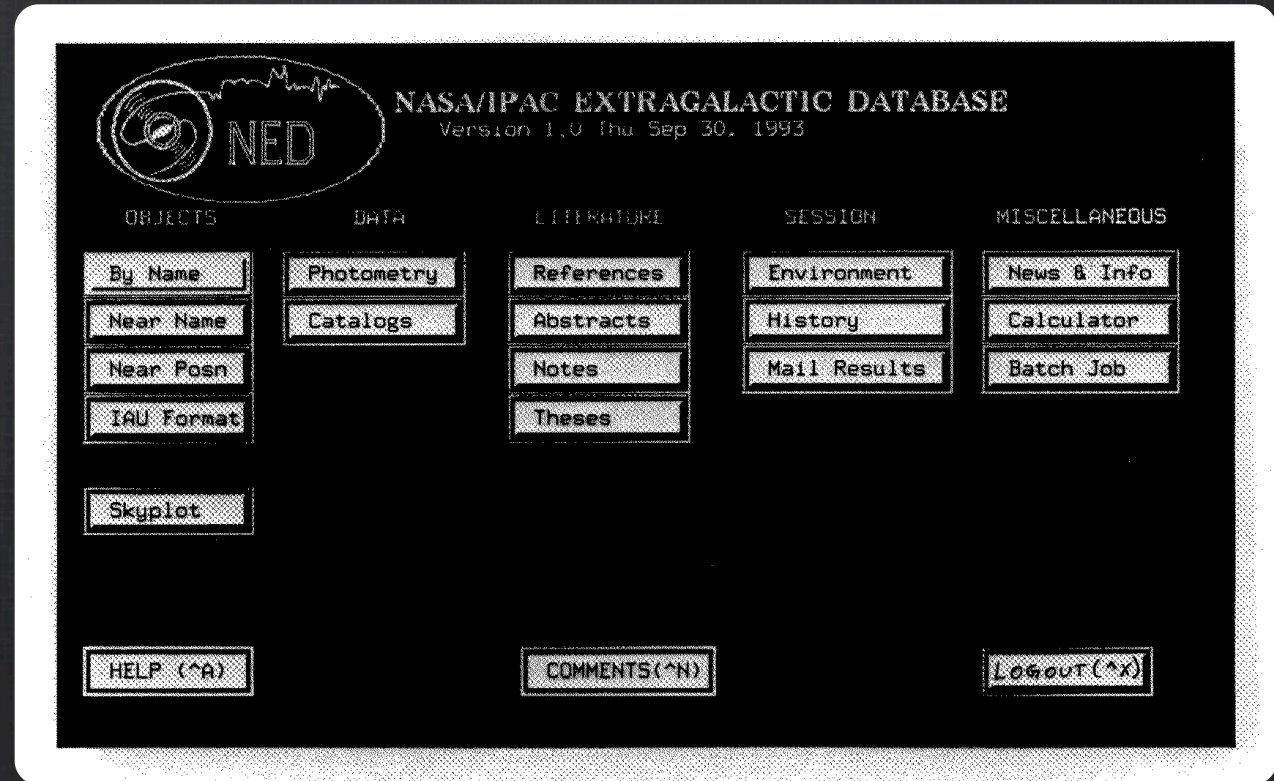 NED
NASA/IPAC EXTRAGALACTIC DATABASE
Version 1.0 Thu Sep 30, 1993
OBJECTS DATA LITERATURE SESSION MISCELLANEOUS
By Name Photometry References Environment News & Info
Near Name Catalogs Abstracts History Calculator
Near Posn Notes Mail Results Batch Job
IAU Format Theses
Skyplot
HELP (^A) COMMENTS(^N) LOGOUT(^X)